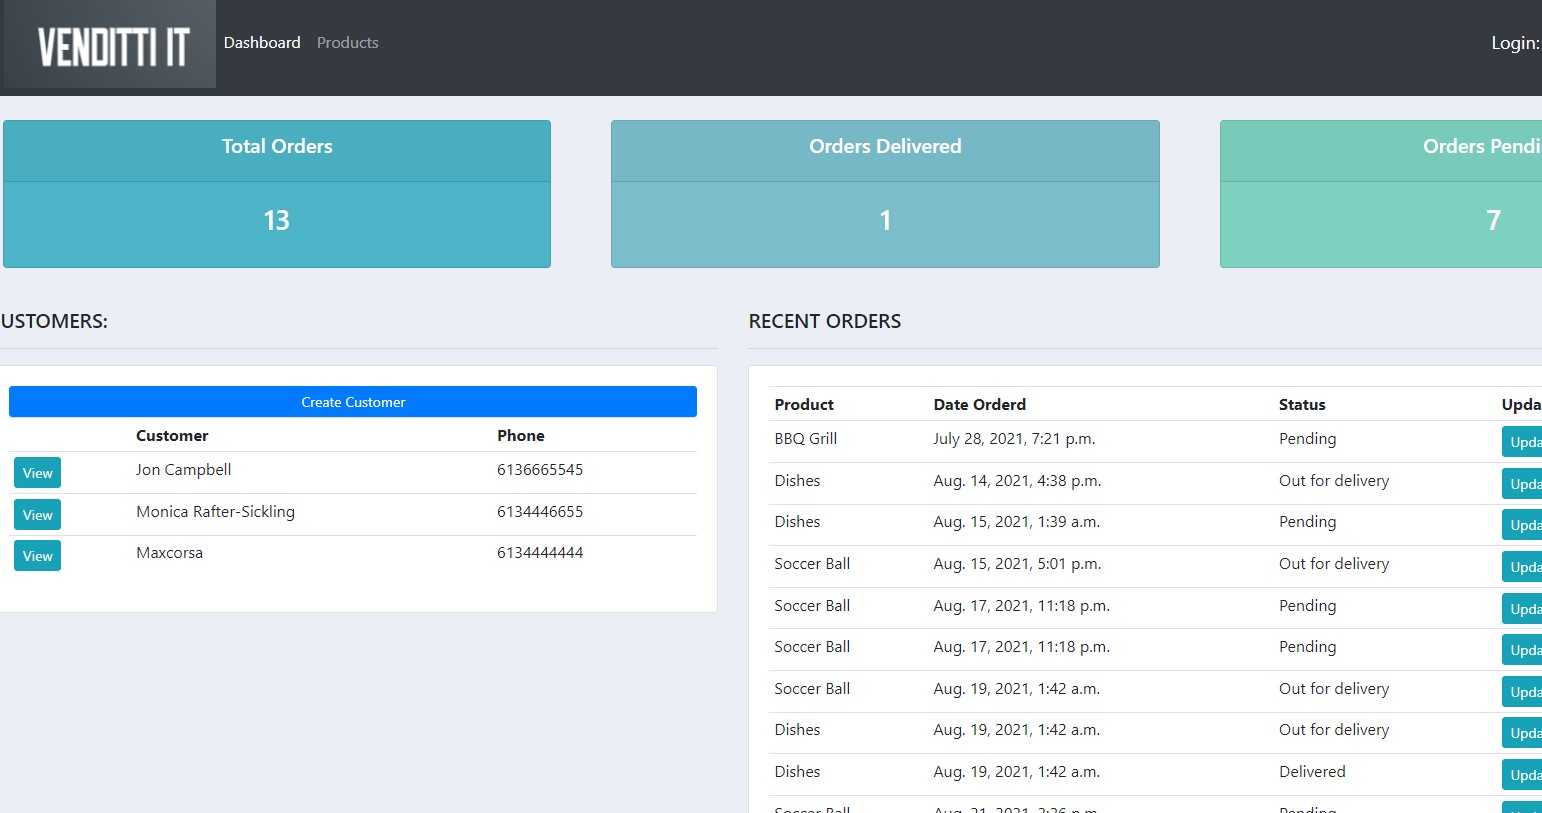 VENDITTI IT Dashboard Products Login:
Total Orders Orders Delivered Orders
13 1 7
USTOMERS: RECENT ORDERS
Create Customer
Customer Phone
View Jon Campbell 6136665545
View Monica Rafter-Sickling 6134446655
View Maxcorsa 6134444444
Product Date Orderd Status Upda
BBQ Grill July 28, 2021, 7:21 p.m. Pending Upda
Dishes Aug. 14, 2021, 4:38 p.m. Out for delivery Upda
Dishes Aug. 15, 2021, 1:39 a.m. Pending Upda
Soccer Ball Aug. 15, 2021, 5:01 p.m. Out for delivery Upda
Soccer Ball Aug. 17, 2021, 11:18 p.m. Pending Upda
Soccer Ball Aug. 17, 2021, 11:18 p.m. Pending Upda
Soccer Ball Aug. 19, 2021, 1:42 a.m. Out for delivery Upda
Dishes Aug. 19, 2021, 1:42 a.m. Out for delivery Upda
Dishes Aug. 19, 2021, 1:42 a.m. Delivered Upda
Soccer Ball Pending